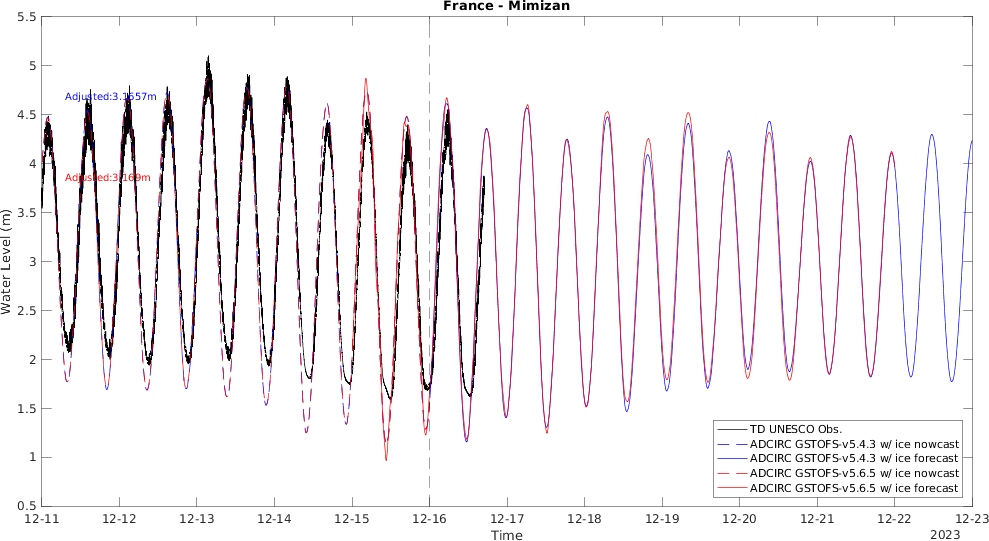 France - Mimizan
5.5
5
4.5
4
3.5
3
2.5
2
1.5
1
0.5
Water Level (m)
Adjusted:3.1657m
Adjusted:3.169m
TD UNESCO Obs.
ADCIRC GSTOFS-v5.4.3 w/ ice nowcast
ADCIRC GSTOFS-v5.4.3 w/ ice forecast
ADCIRC GSTOFS-v5.6.5 w/ ice nowcast
ADCIRC GSTOFS-v5.6.5 w/ ice forecast
12-11 12-12 12-13 12-14 12-15 12-16 12-17 12-18 12-19 12-20 12-21 12-22 12-23
Time
2023